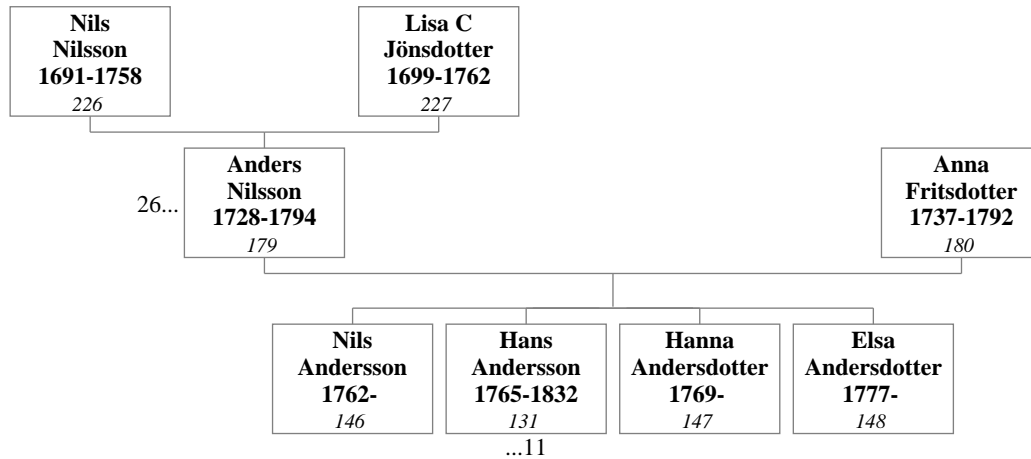 Nils
Nilsson
1691-1758
226
Lisa C
Jönsdotter
1699-1762
227
26...
Anders
Nilsson
1728-1794
179
Anna
Fritsdotter
1737-1792
180
Nils
Andersson
1762-
146
Hans
Andersson
1765-1832
131
Hanna
Andersdotter
1769-
147
Elsa
Andersdotter
1777-
148
...11